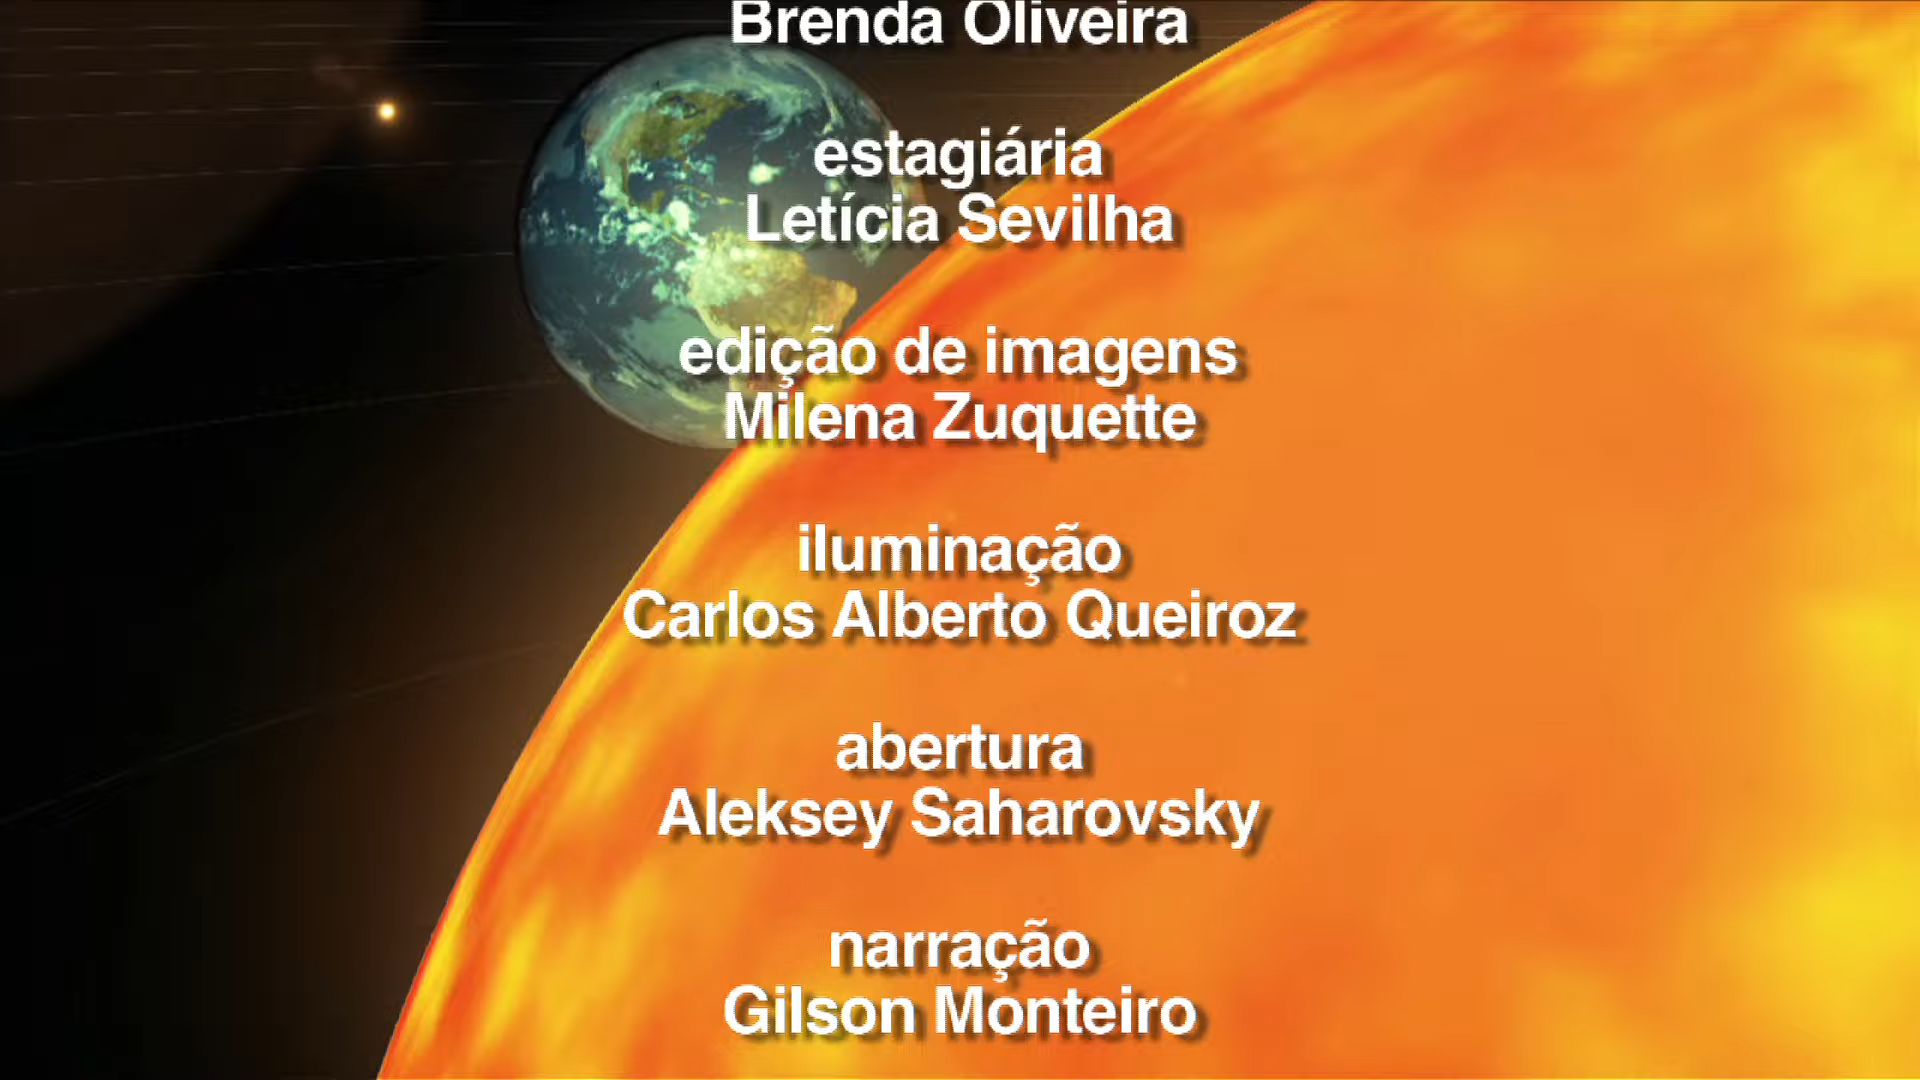 Brenda Oliveira
estagiária
Letícia Sevilha
edição de imagens
Milena Zuquette
iluminação
Carlos Alberto Queiroz
abertura
Aleksey Saharovsky
narração
Gilson Monteiro